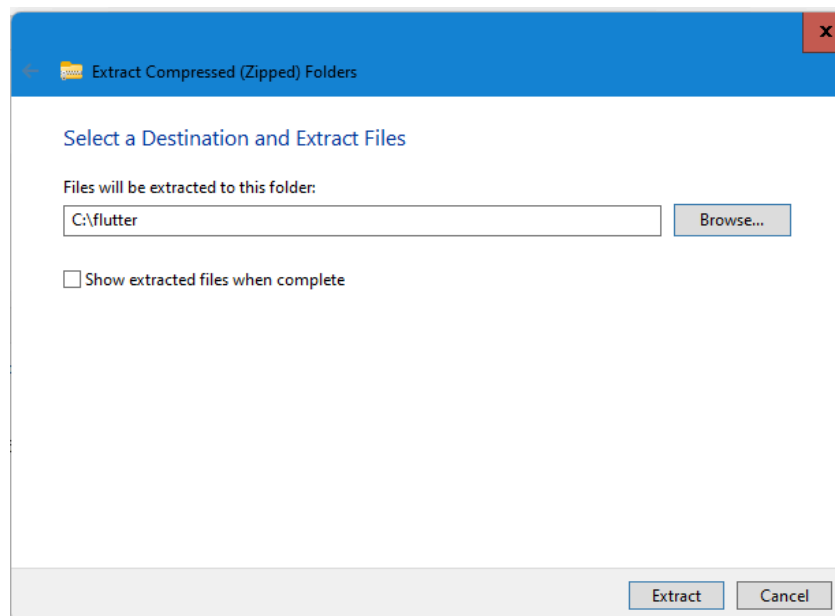 x
Extract Compressed (Zipped) Folders
Select a Destination and Extract Files
Files will be extracted to this folder:
C:\flutter
Browse...
Show extracted files when complete
Extract
Cancel